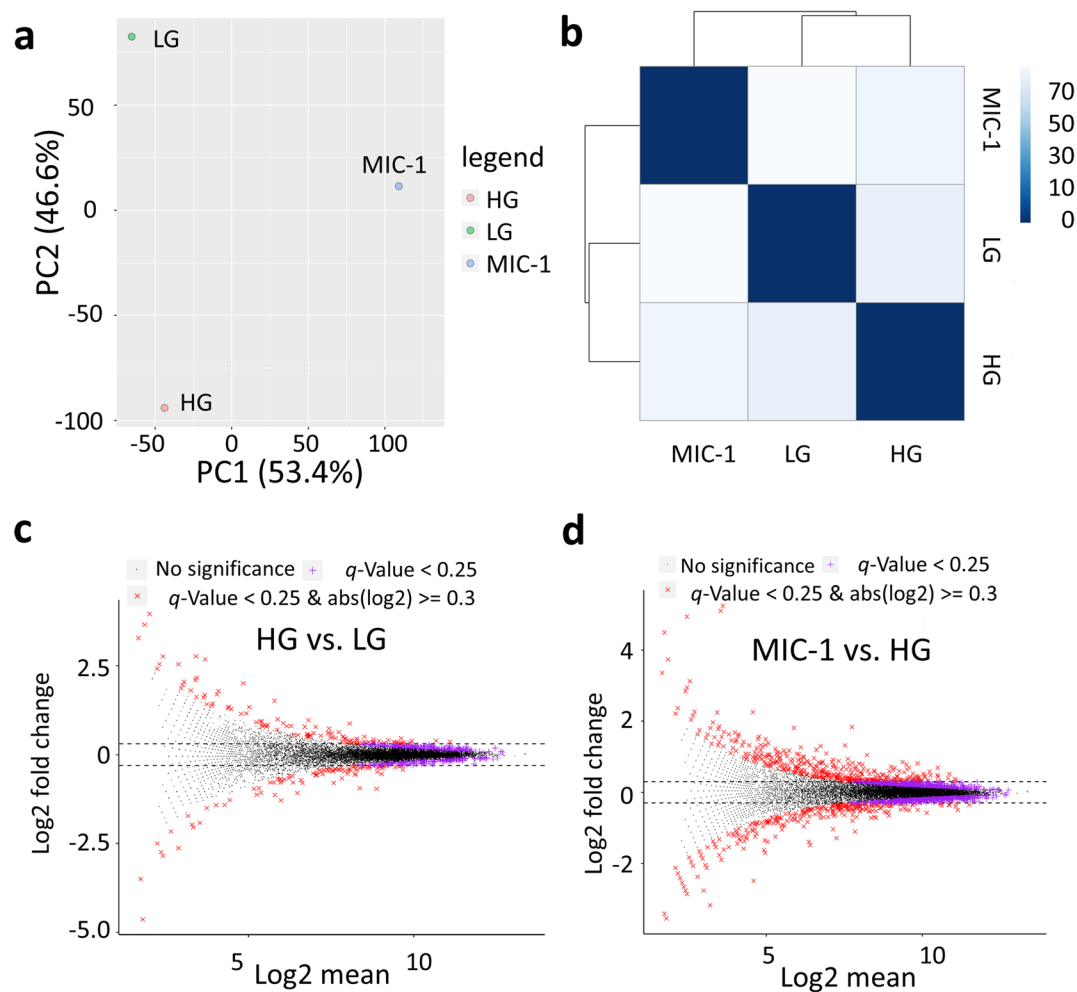 a
LG
MIC-1
HG
50
0
-50
-100
-50
0
50
100
PC2 (46.6%)
PC1 (53.4%)
legend
HG
LG
MIC-1
b
MIC-1
LG
HG
MIC-1
LG
HG
70
50
30
10
0
c
No significance
q-Value < 0.25
q-Value < 0.25 & abs(log2) >= 0.3
HG vs. LG
2.5
0
-2.5
-5.0
Log2 fold change
5
10
Log2 mean
d
No significance
q-Value < 0.25
q-Value < 0.25 & abs(log2) >= 0.3
MIC-1 vs. HG
4
2
0
-2
Log2 fold change
5
10
Log2 mean